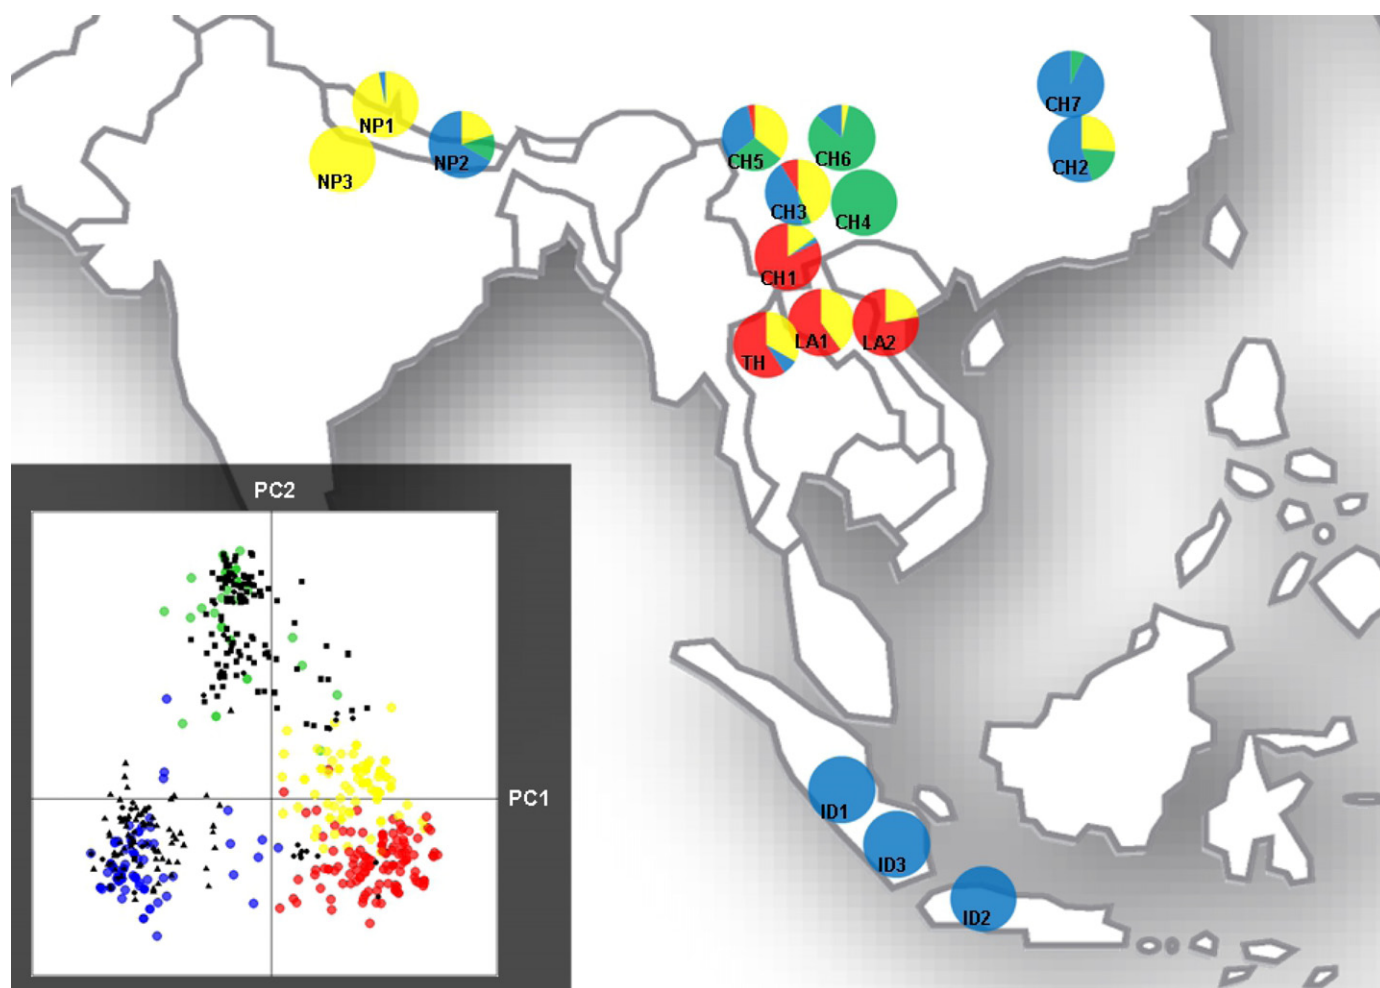 CH7
NP1
CH5
CH6
CH2
NP2
NP3
CH3
CH4
CH1
LA1
LA2
TH
PC2
PC1
ID1
ID3
ID2